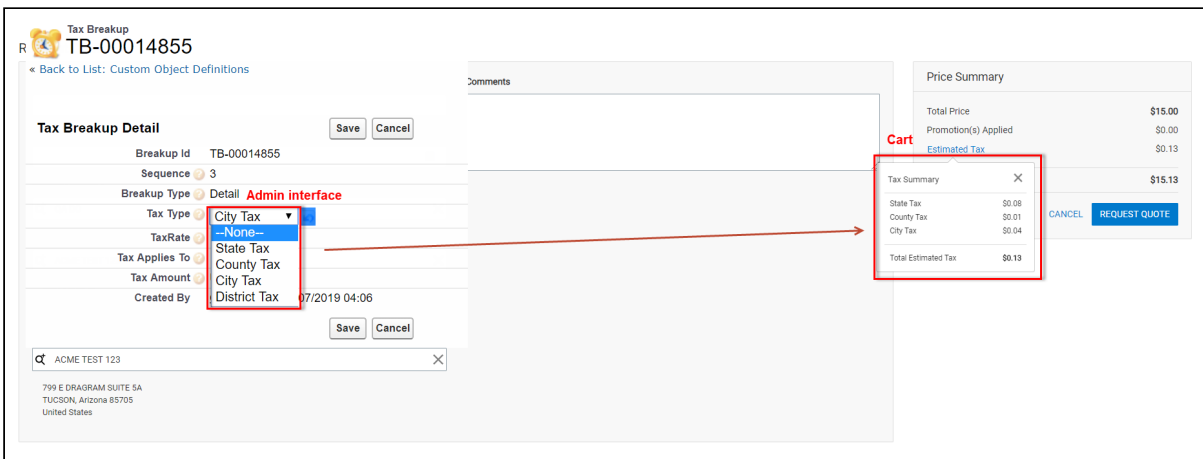 Tax Breakup
R
TB-00014855
« Back to List: Custom Object Definitions
Comments
Tax Breakup Detail
Save
Cancel
Breakup Id TB-00014855
Sequence 3
Breakup Type Detail
Admin interface
Tax Type City Tax
--None--
State Tax
County Tax
City Tax
District Tax
TaxRate
Tax Applies To
Tax Amount
Created By
07/2019 04:06
Save
Cancel
ACME TEST 123
799 E DRAGRAM SUITE 5A
TUCSON, Arizona 85705
United States
Price Summary
Total Price $15.00
Promotion(s) Applied $0.00
Cart
Estimated Tax $0.13
$15.13
CANCEL
REQUEST QUOTE
Tax Summary
State Tax $0.08
County Tax $0.01
City Tax $0.04
Total Estimated Tax $0.13